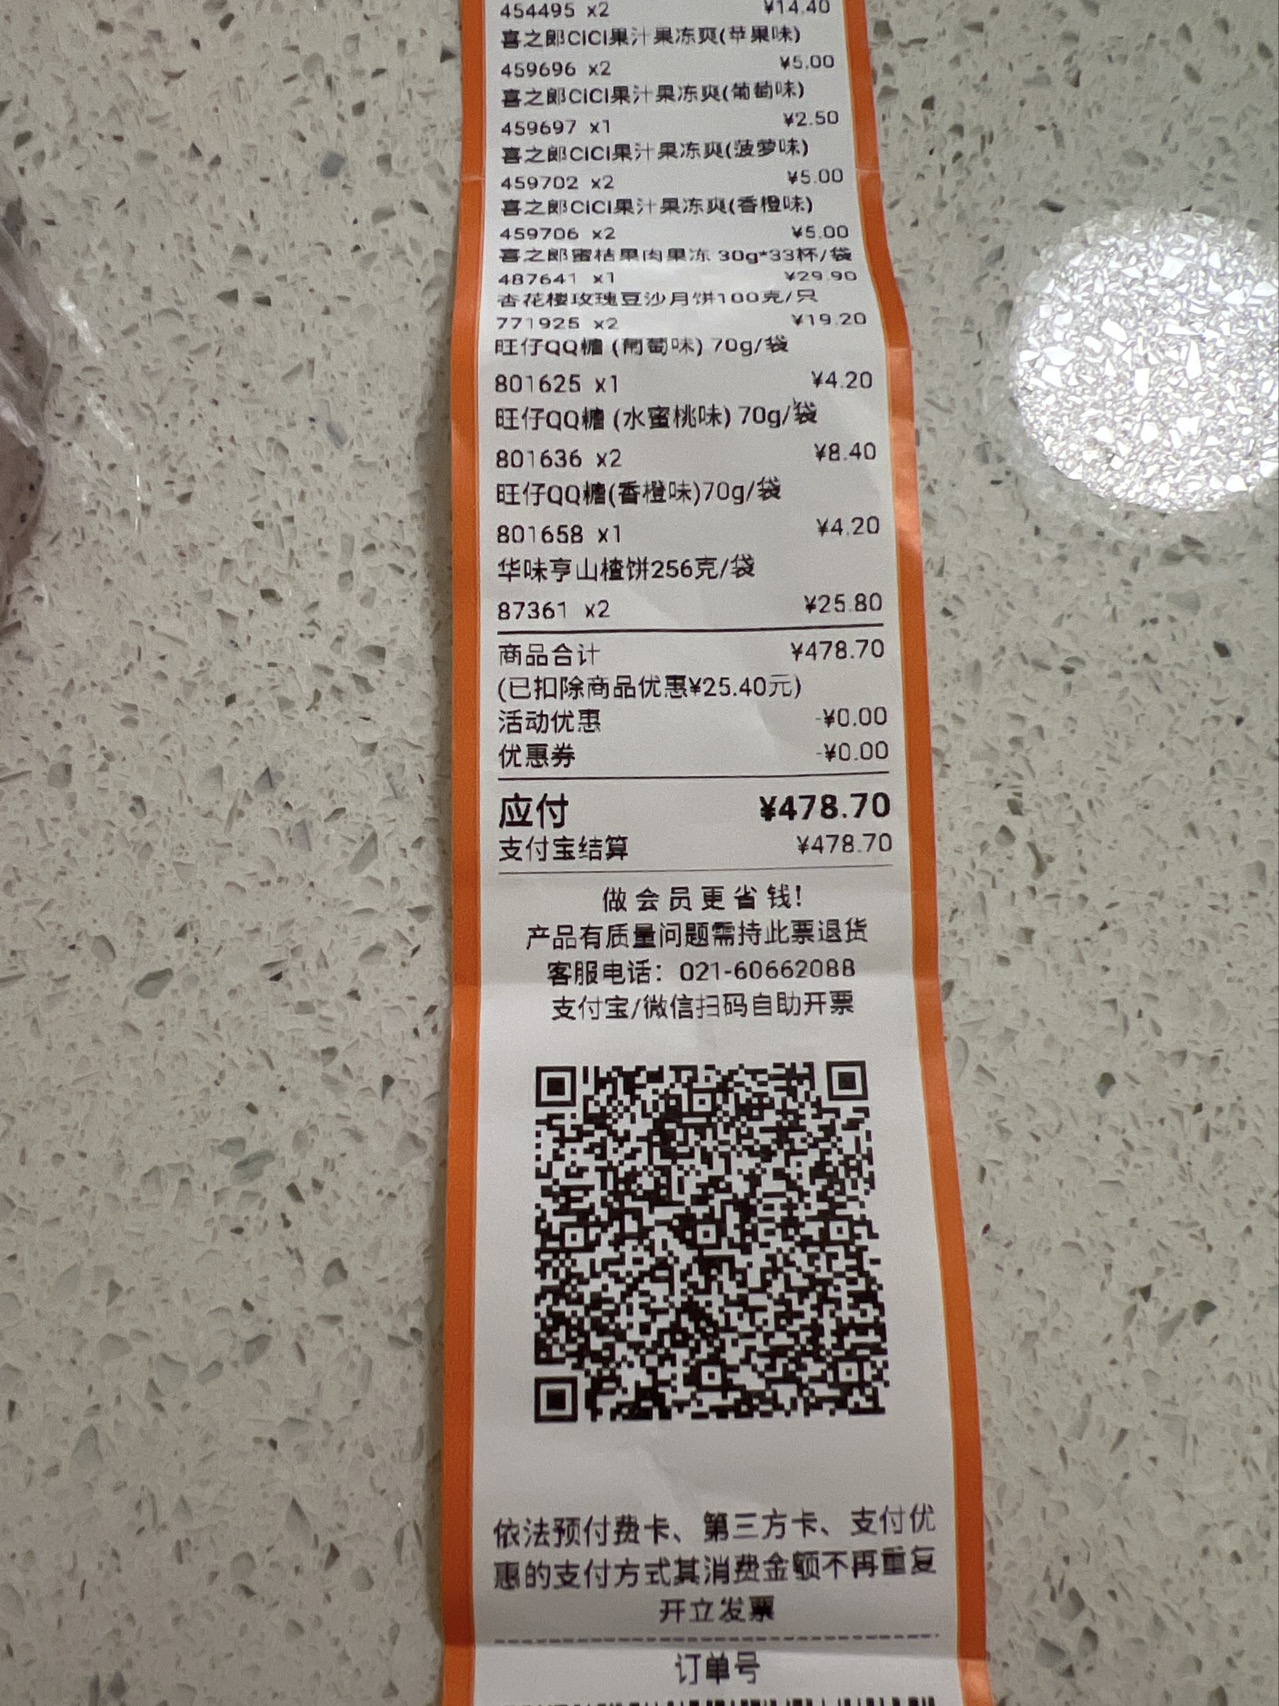 454495 x2 ¥14.40
喜之郎CICI果汁果冻爽(苹果味)
459696 x2 ¥5.00
喜之郎CICI果汁果冻爽(葡萄味)
459697 x1 ¥2.50
喜之郎CICI果汁果冻爽(菠萝味)
459702 x2 ¥5.00
喜之郎CICI果汁果冻爽(香橙味)
459706 x2 ¥5.00
喜之郎蜜桔果肉果冻 30g*33杯/袋
487641 x1 ¥29.90
杏花楼玫瑰豆沙月饼100克/只
771925 x2 ¥19.20
旺仔QQ糖 (葡萄味) 70g/袋
801625 x1 ¥4.20
旺仔QQ糖 (水蜜桃味) 70g/袋
801636 x2 ¥8.40
旺仔QQ糖(香橙味)70g/袋
801658 x1 ¥4.20
华味亨山楂饼256克/袋
87361 x2 ¥25.80
商品合计 ¥478.70
(已扣除商品优惠¥25.40元)
活动优惠 -¥0.00
优惠券 -¥0.00
应付 ¥478.70
支付宝结算 ¥478.70
做会员更省钱!
产品有质量问题需持此票退货
客服电话：021-60662088
支付宝/微信扫码自助开票
依法预付费卡、第三方卡、支付优
惠的支付方式其消费金额不再重复
开立发票
订单号